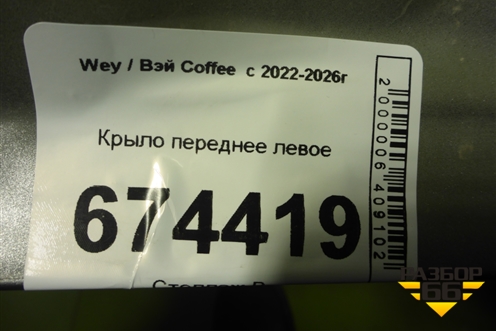 Wey / Вэй Coffee с 2022-2026г
Крыло переднее левое
674419
2000006409102
РАЗБОР
66